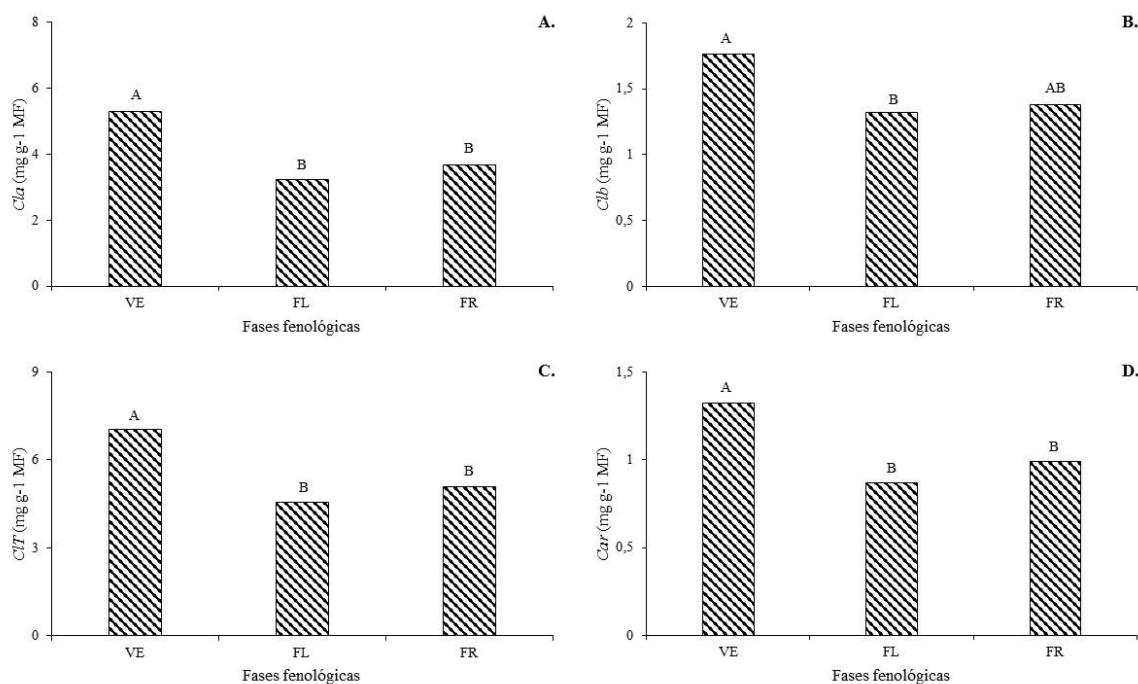 A.
8
6
4
2
0
Cla (mg g-1 MF)
A
B
B
VE
FL
FR
Fases fenológicas
B.
2
1,5
1
0,5
0
Clb (mg g-1 MF)
A
B
AB
VE
FL
FR
Fases fenológicas
C.
9
6
3
0
ClT (mg g-1 MF)
A
B
B
VE
FL
FR
Fases fenológicas
D.
1,5
1
0,5
0
Car (mg g-1 MF)
A
B
B
VE
FL
FR
Fases fenológicas